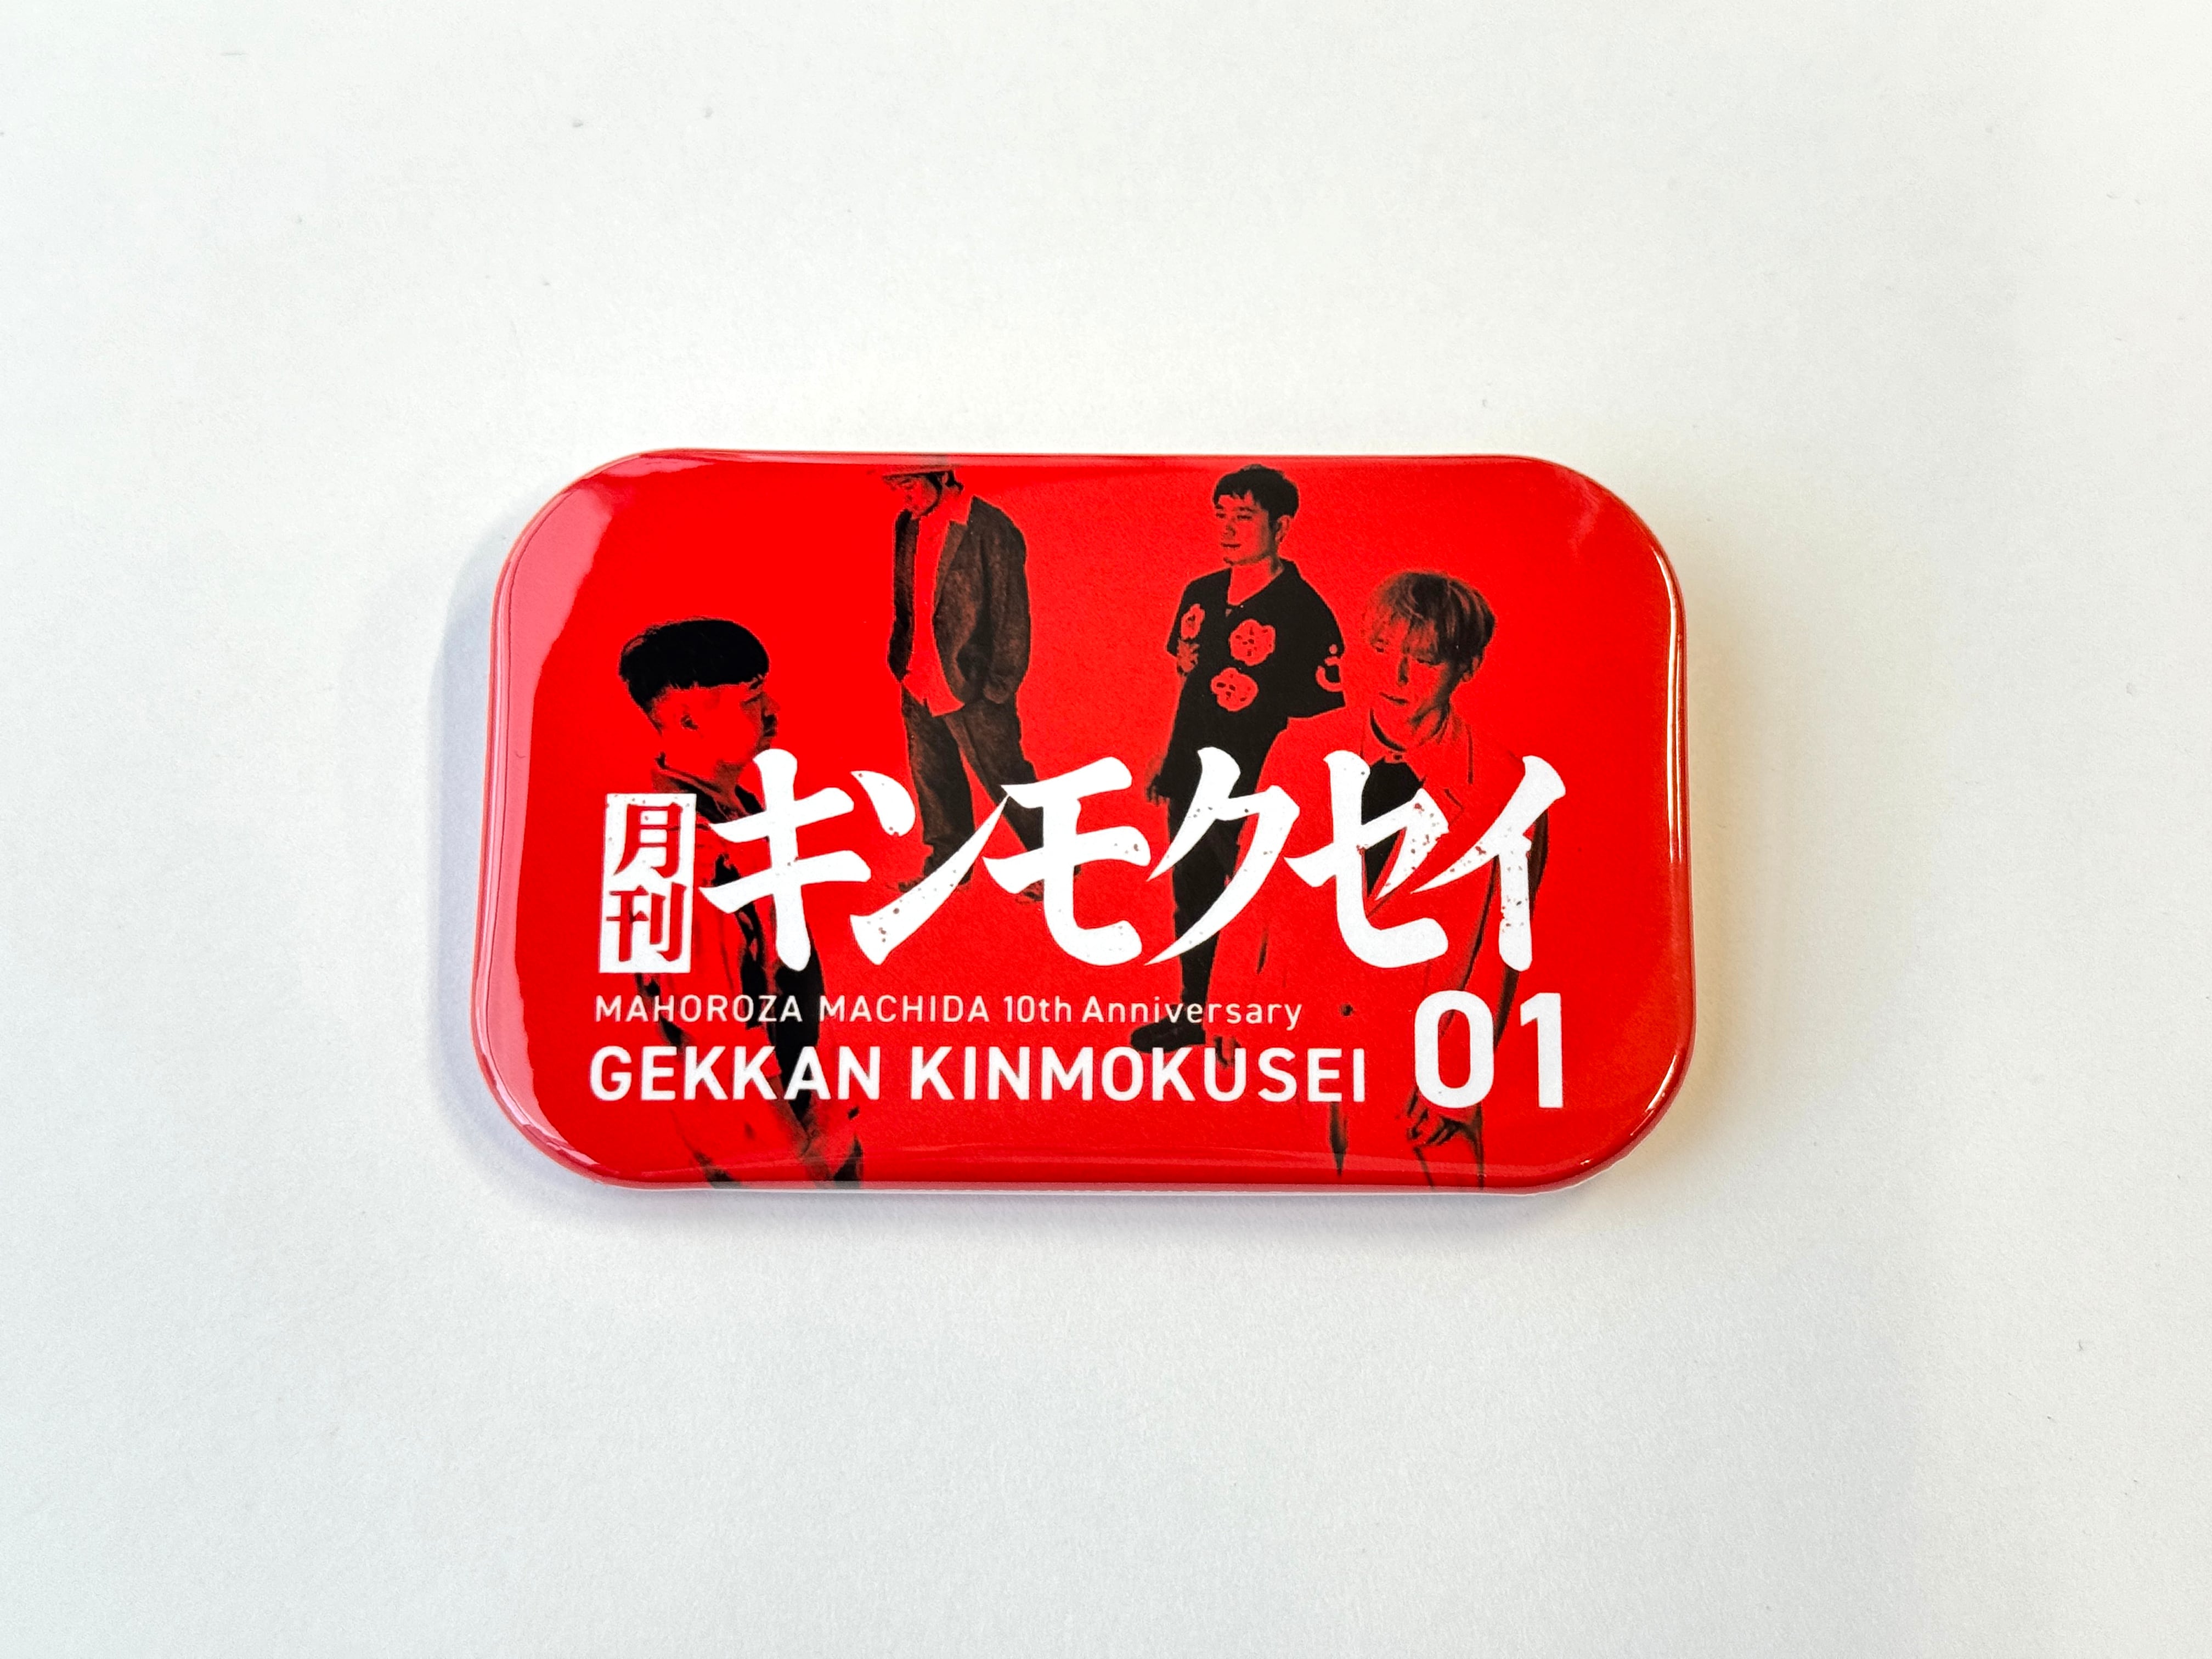 月刊キンモクセイ
MAHOROZA MACHIDA 10th Anniversary
GEKKAN KINMOKUSEI 01